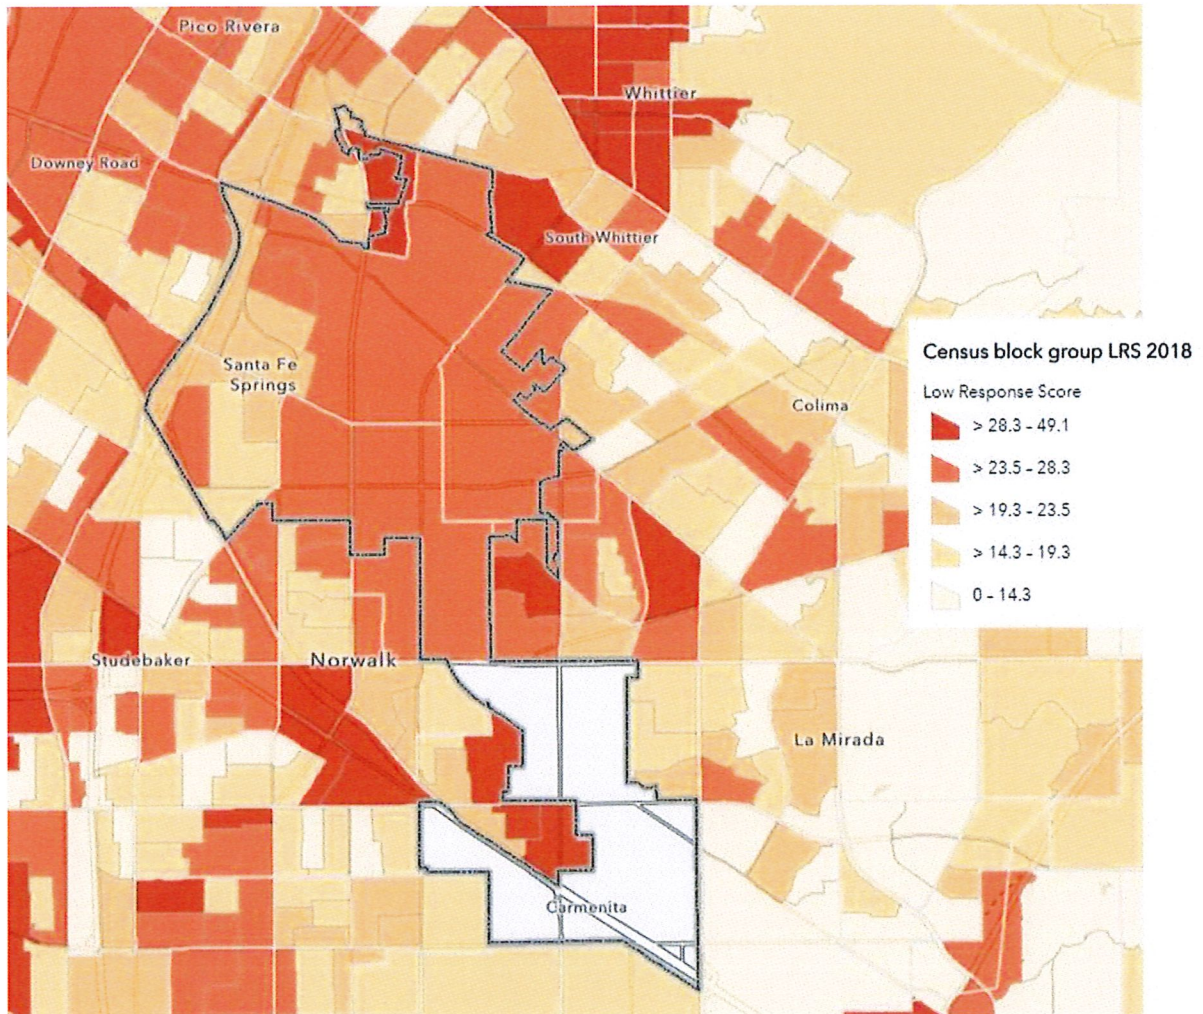 Pico Rivera
Whittier
Downey Road
South Whittier
Santa Fe
Springs
Colima
Census block group LRS 2018
Low Response Score
> 28.3 - 49.1
> 23.5 - 28.3
> 19.3 - 23.5
> 14.3 - 19.3
0 - 14.3
Studebaker
Norwalk
La Mirada
Carmenita